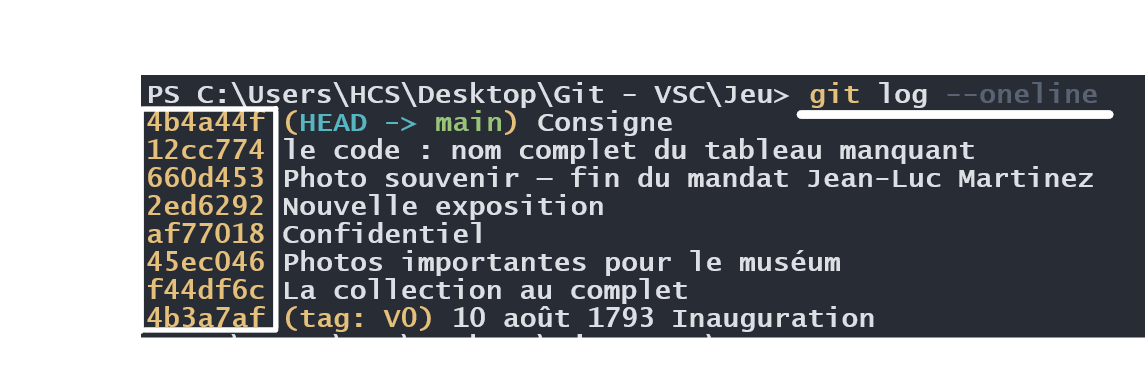 PS C:\Users\HCS\Desktop\Git - VSC\Jeu> git log --oneline
4b4a44f (HEAD -> main) Consigne
12cc774 le code : nom complet du tableau manquant
660d453 Photo souvenir – fin du mandat Jean-Luc Martinez
2ed6292 Nouvelle exposition
af77018 Confidentiel
45ec046 Photos importantes pour le muséum
f44df6c La collection au complet
4b3a7af (tag: V0) 10 août 1793 Inauguration